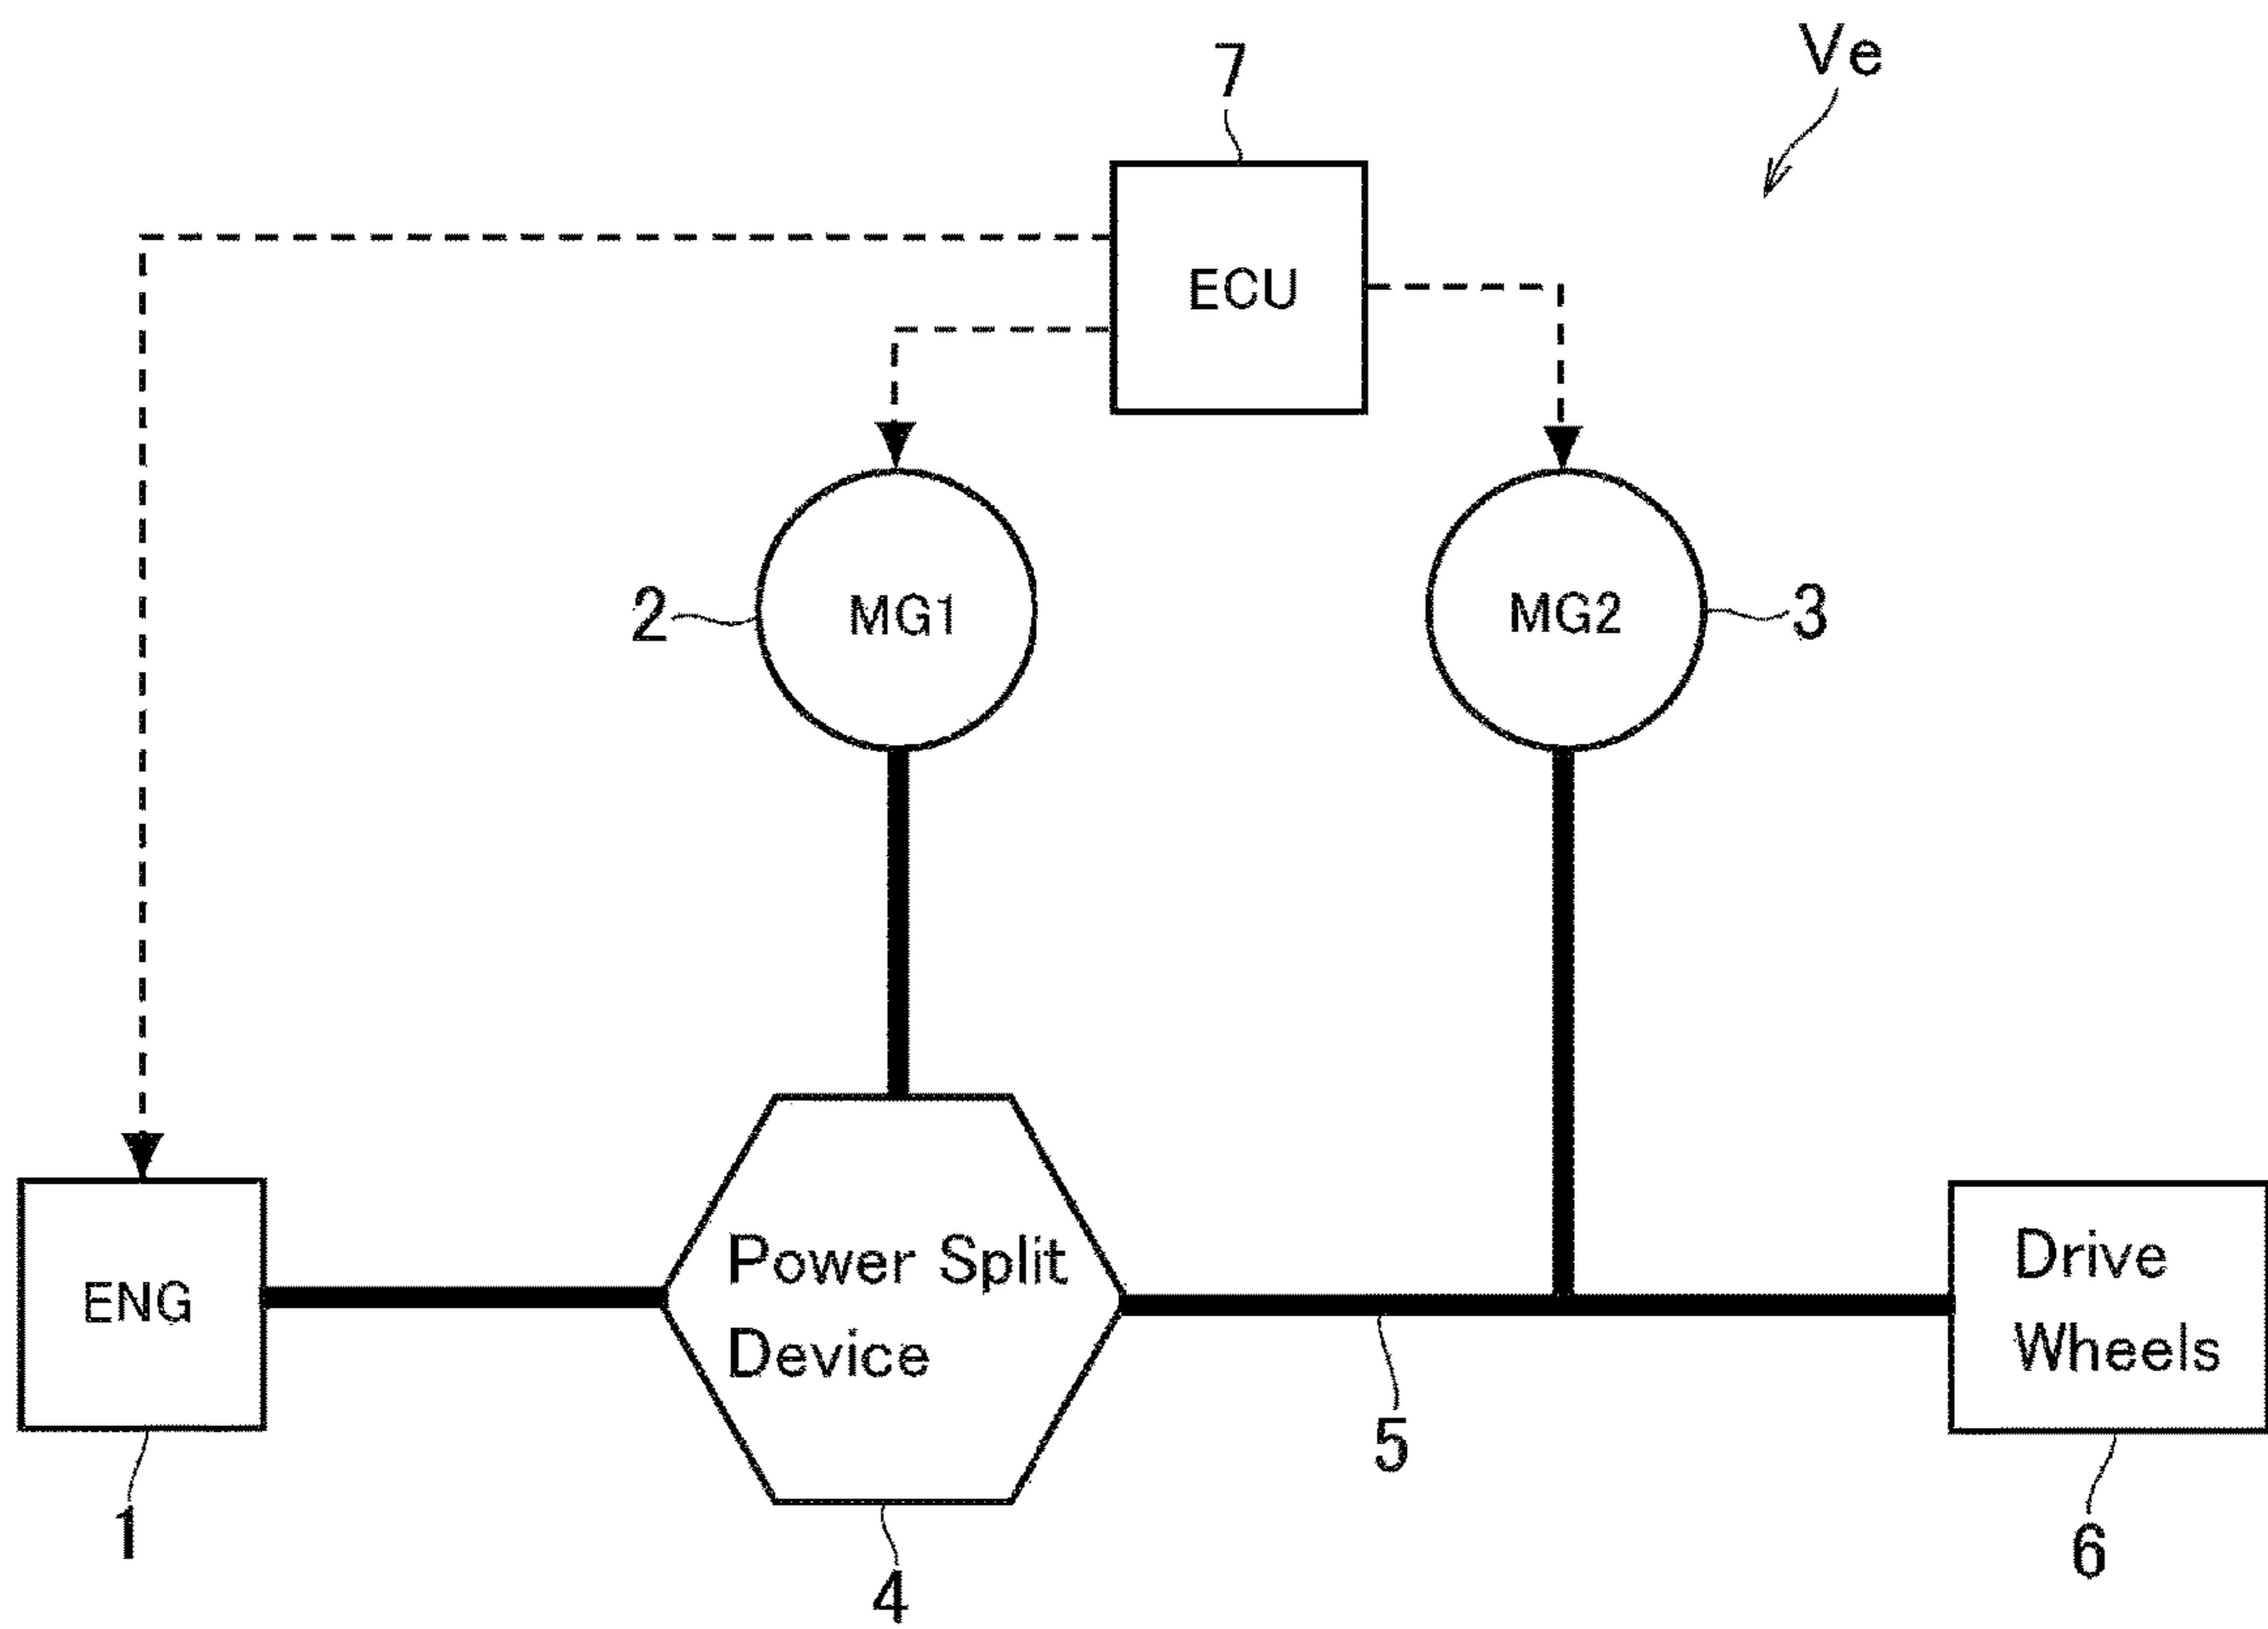 Ve
7
ECU
2
MG1
MG2
3
Power Split
Device
Drive
Wheels
ENG
5
1
4
6